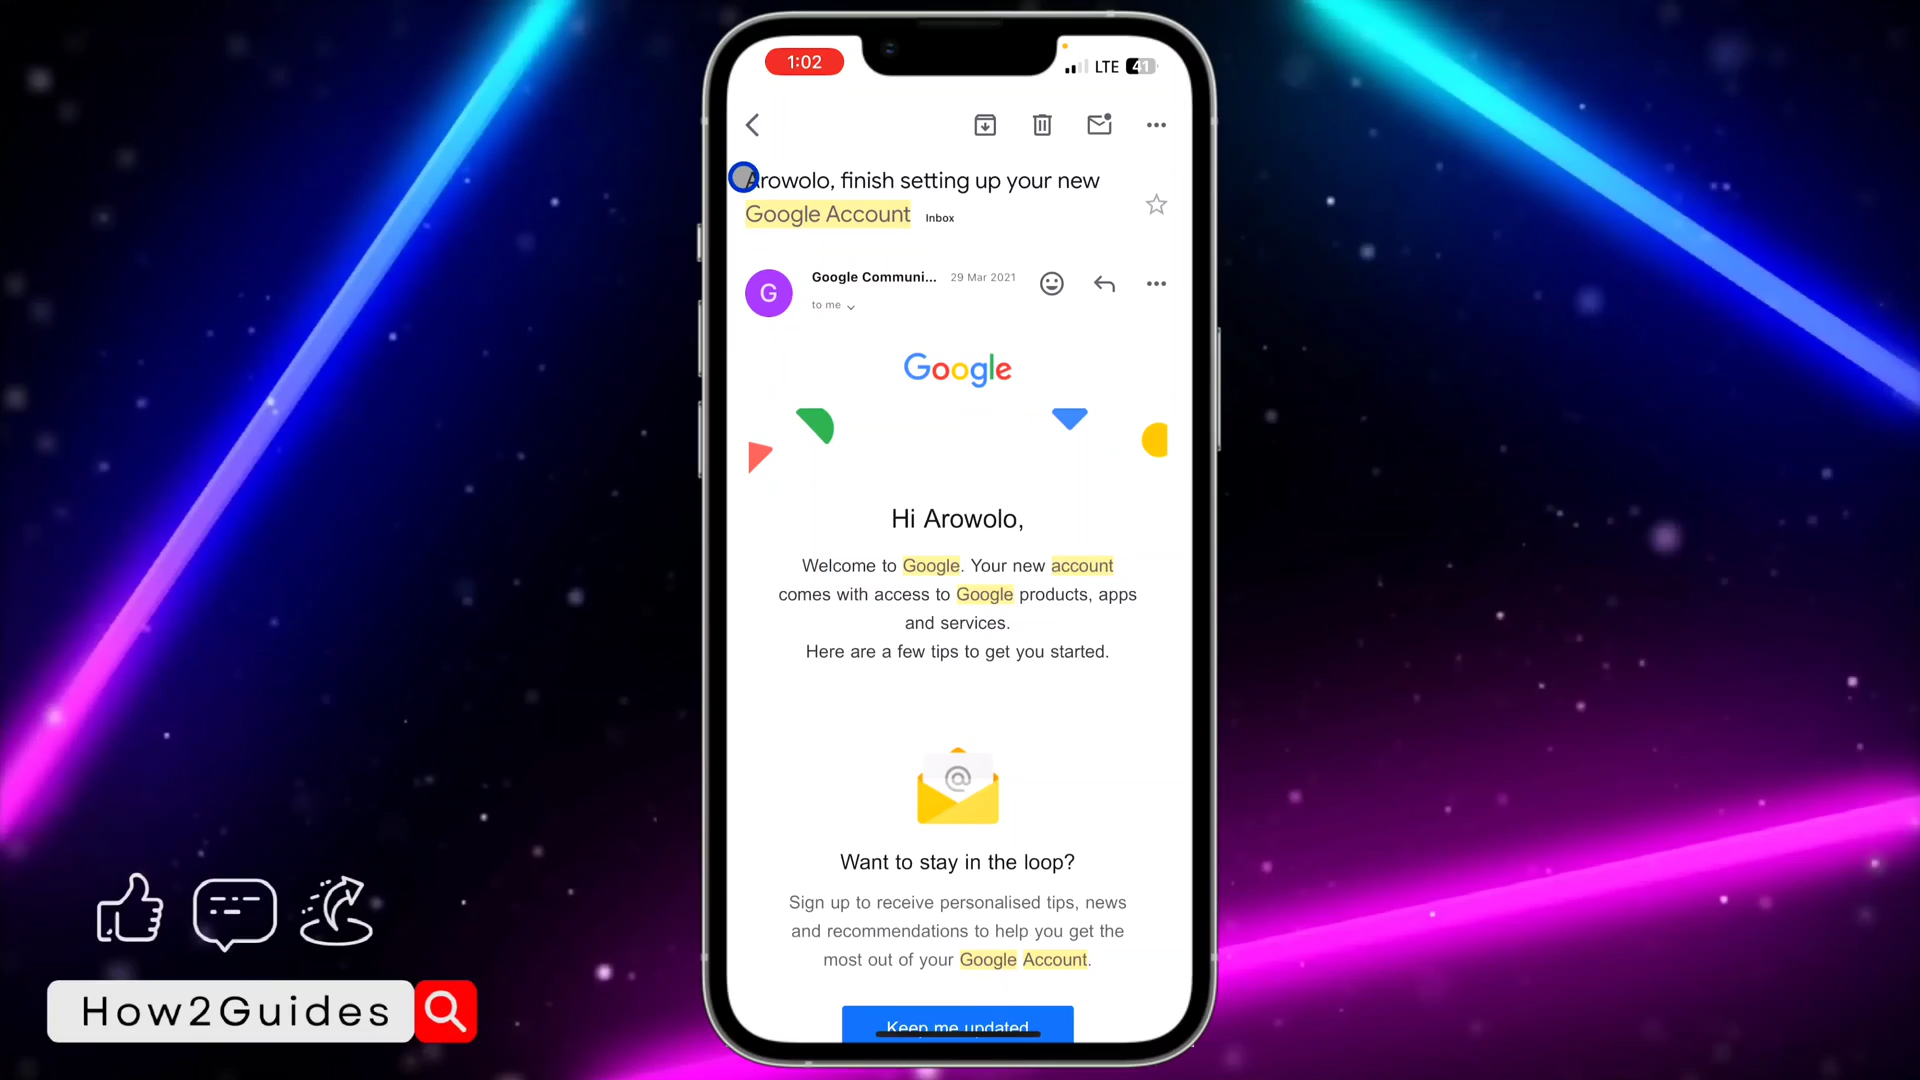 1:02
LTE 41
Arowolo, finish setting up your new
Google Account Inbox
Google Communi... 29 Mar 2021
to me
G
Google
Hi Arowolo,
Welcome to Google. Your new account
comes with access to Google products, apps
and services.
Here are a few tips to get you started.
@
Want to stay in the loop?
Sign up to receive personalised tips, news
and recommendations to help you get the
most out of your Google Account.
Keep me updated
How2Guides